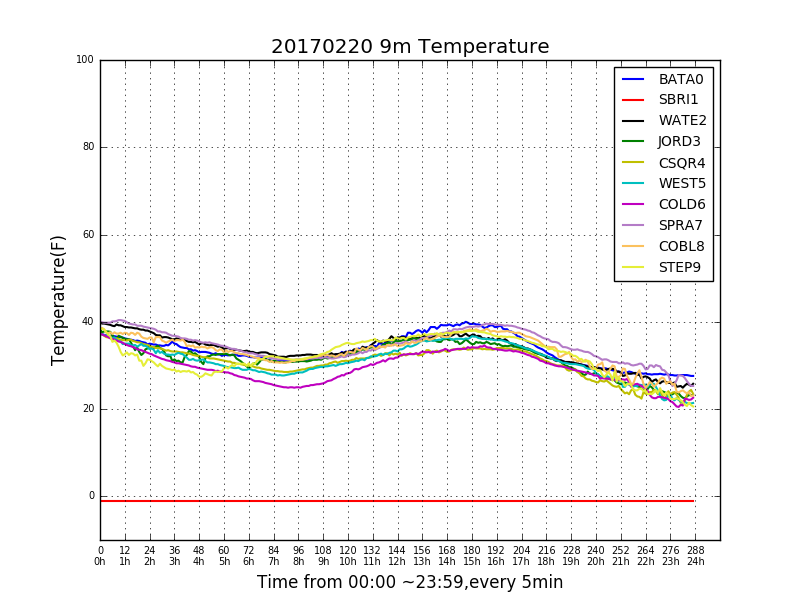 20170220 9m Temperature
BATA0
SBRI1
WATE2
JORD3
CSQR4
WEST5
COLD6
SPRA7
COBL8
STEP9
100
80
60
40
20
0
Temperature(F)
0 12 24 36 48 60 72 84 96 108 120 132 144 156 168 180 192 204 216 228 240 252 264 276 288
0h 1h 2h 3h 4h 5h 6h 7h 8h 9h 10h 11h 12h 13h 14h 15h 16h 17h 18h 19h 20h 21h 22h 23h 24h
Time from 00:00 ~23:59,every 5min